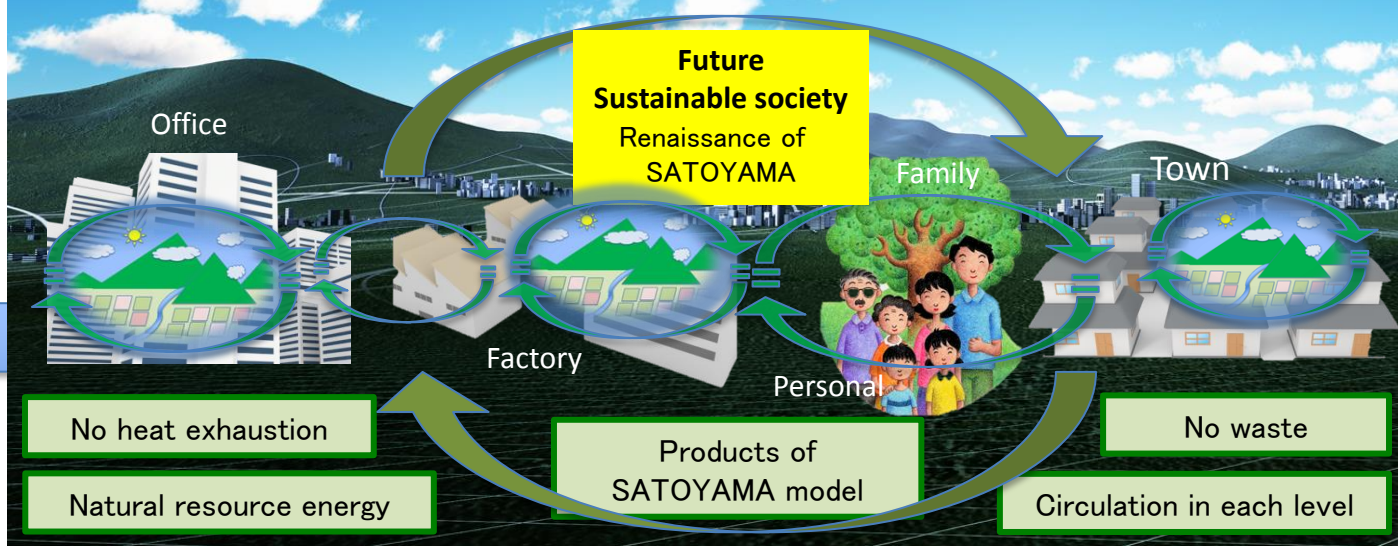 Future
Sustainable society
Renaissance of
SATOYAMA
Office
Family
Town
Factory
Personal
No heat exhaustion
Natural resource energy
Products of
SATOYAMA model
No waste
Circulation in each level